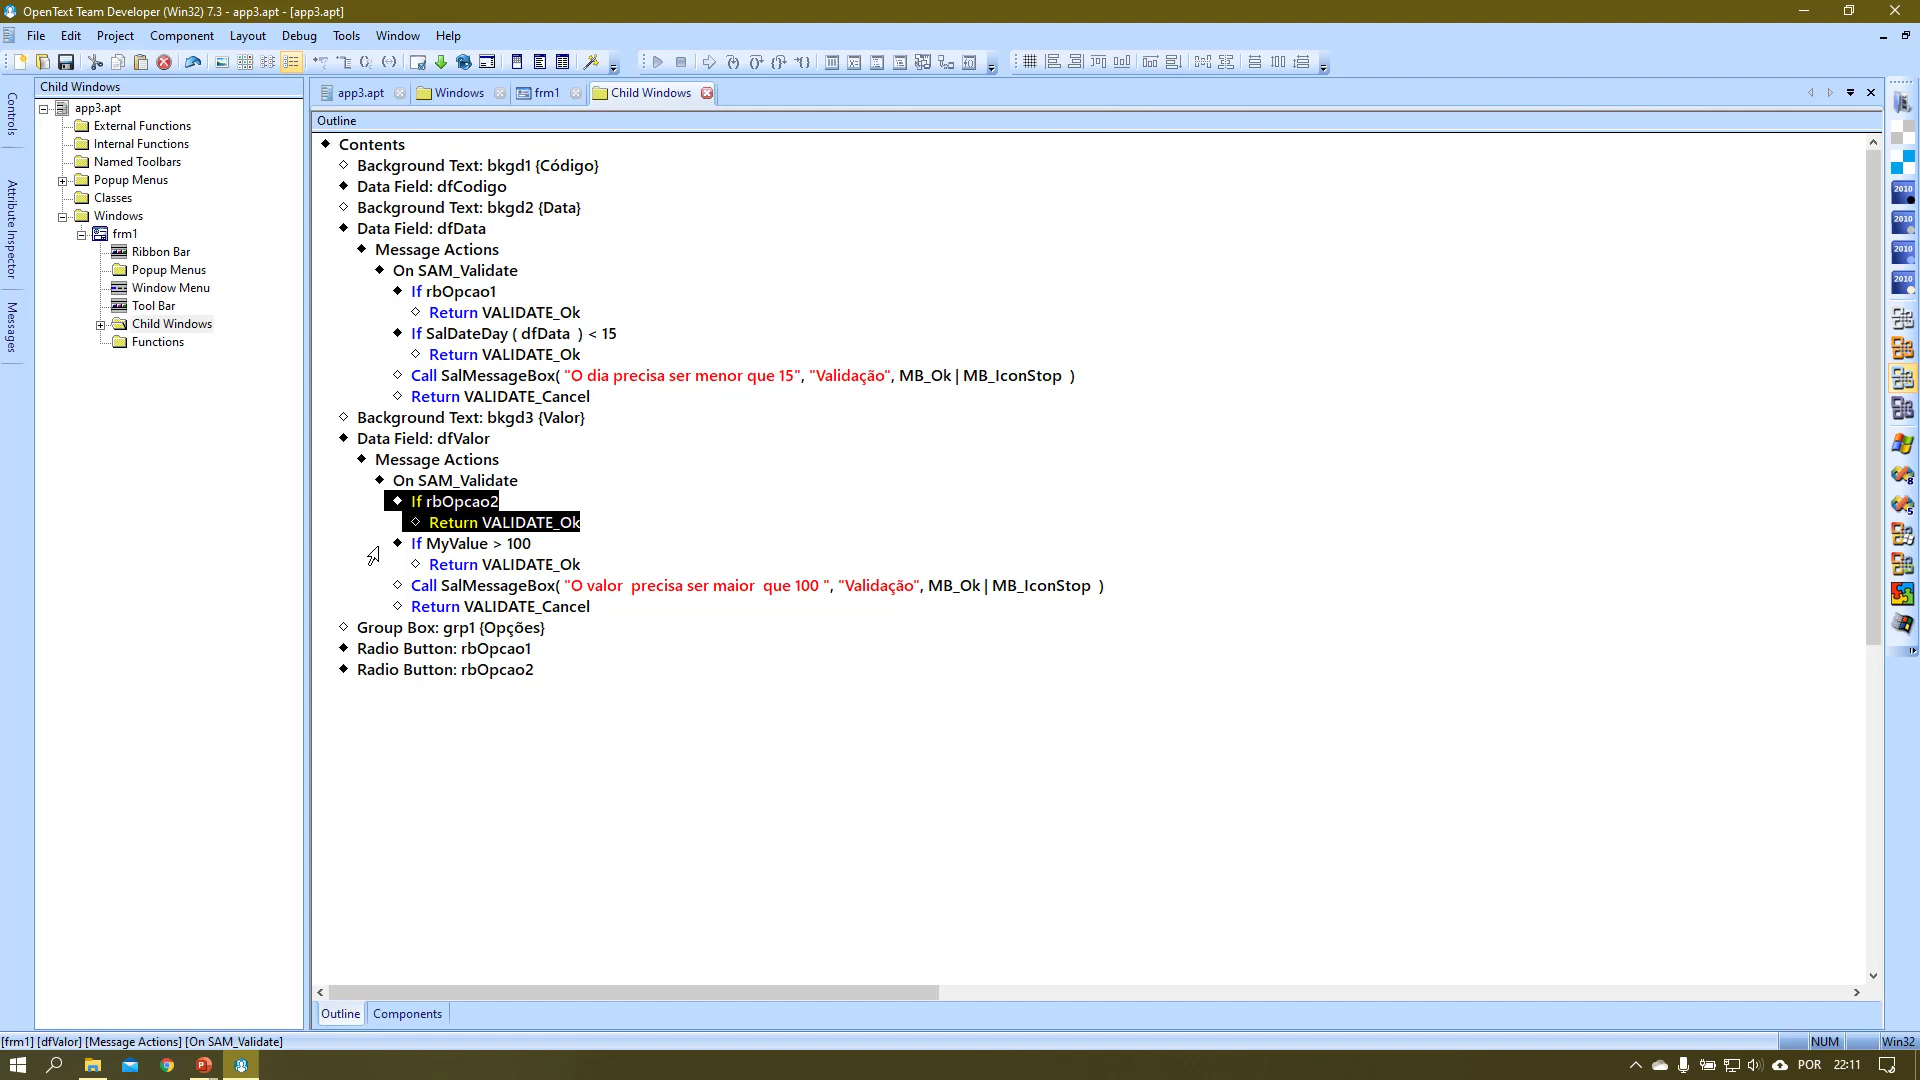 OpenText Team Developer (Win32) 7.3 - app3.apt - [app3.apt]
File Edit Project Component Layout Debug Tools Window Help
Controls
Attribute Inspector
Messages
Child Windows
app3.apt
External Functions
Internal Functions
Named Toolbars
Popup Menus
Classes
Windows
frm1
Ribbon Bar
Popup Menus
Window Menu
Tool Bar
Child Windows
Functions
app3.apt Windows frm1 Child Windows
Outline
Contents
Background Text: bkgd1 {Código}
Data Field: dfCodigo
Background Text: bkgd2 {Data}
Data Field: dfData
Message Actions
On SAM_Validate
If rbOpcao1
Return VALIDATE_Ok
If SalDateDay ( dfData ) < 15
Return VALIDATE_Ok
Call SalMessageBox( "O dia precisa ser menor que 15", "Validação", MB_Ok | MB_IconStop )
Return VALIDATE_Cancel
Background Text: bkgd3 {Valor}
Data Field: dfValor
Message Actions
On SAM_Validate
If rbOpcao2
Return VALIDATE_Ok
If MyValue > 100
Return VALIDATE_Ok
Call SalMessageBox( "O valor  precisa ser maior  que 100 ", "Validação", MB_Ok | MB_IconStop )
Return VALIDATE_Cancel
Group Box: grp1 {Opções}
Radio Button: rbOpcao1
Radio Button: rbOpcao2
2010
2010
2010
2010
Outline Components
[frm1] [dfValor] [Message Actions] [On SAM_Validate]
NUM Win32
POR 22:11